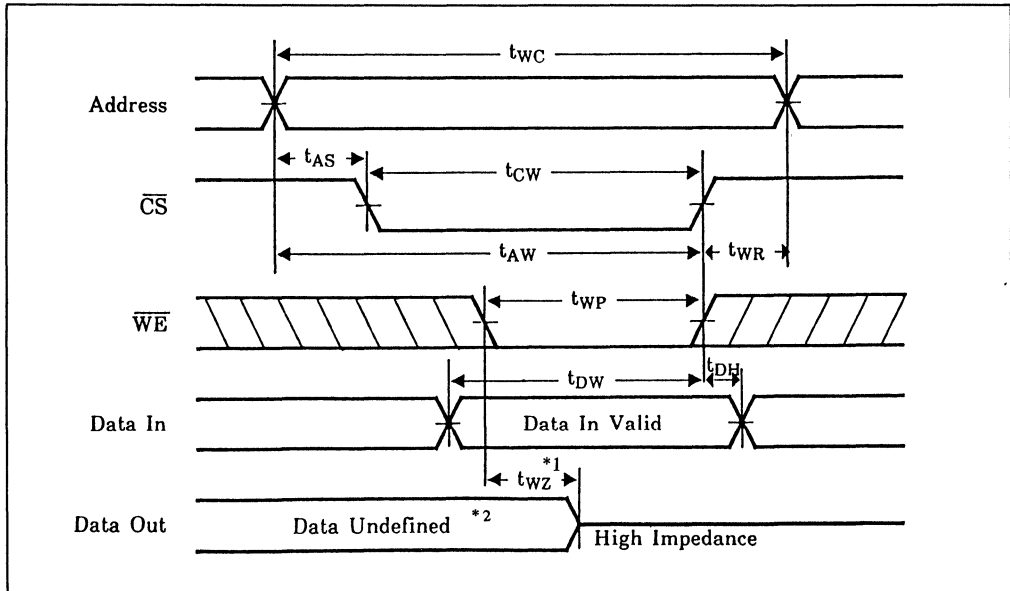 tWC
Address
tAS
tCW
CS
tAW
tWR
tWP
WE
tDW
tDH
Data In
Data In Valid
tWZ*1
Data Out
Data Undefined *2
High Impedance